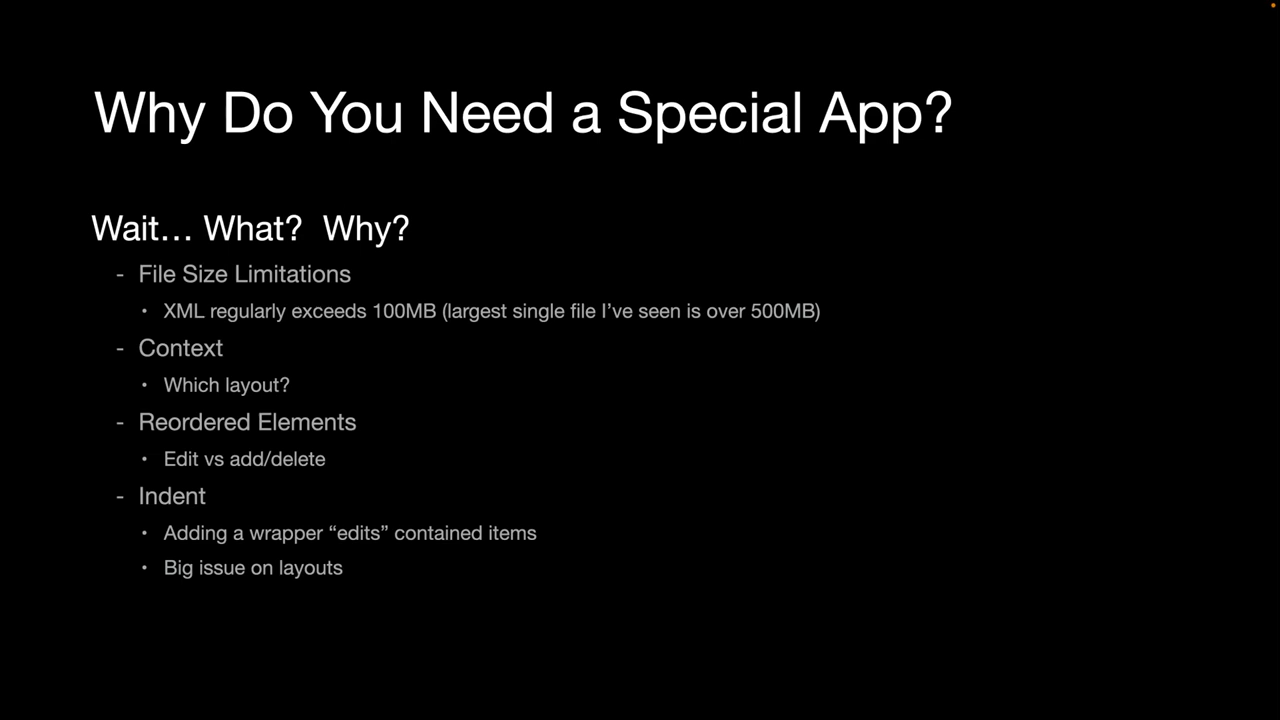 Why Do You Need a Special App?
Wait… What?  Why?
- File Size Limitations
• XML regularly exceeds 100MB (largest single file I’ve seen is over 500MB)
- Context
• Which layout?
- Reordered Elements
• Edit vs add/delete
- Indent
• Adding a wrapper “edits” contained items
• Big issue on layouts